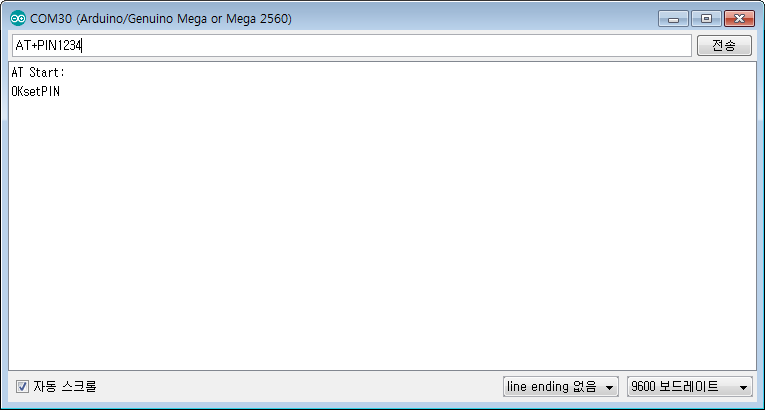 COM30 (Arduino/Genuino Mega or Mega 2560)
AT+PIN1234
전송
AT Start:
OKsetPIN
자동 스크롤
line ending 없음
9600 보드레이트